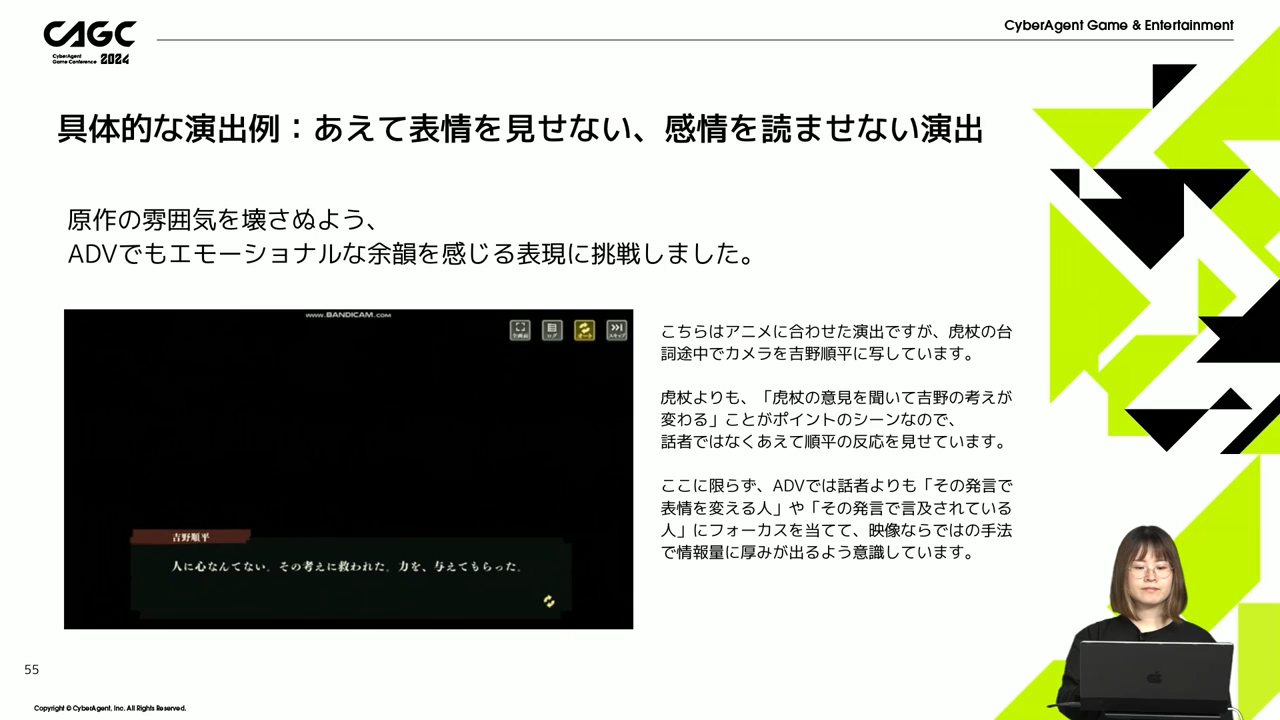 CAGC
CyberAgent
Game Conference 2024
CyberAgent Game & Entertainment
具体的な演出例：あえて表情を見せない、感情を読ませない演出
原作の雰囲気を壊さぬよう、
ADVでもエモーショナルな余韻を感じる表現に挑戦しました。
www.BANDICAM.COM
全画面
ログ
オート
スキップ
吉野順平
人に心なんてない。その考えに救われた。力を、与えてもらった。
こちらはアニメに合わせた演出ですが、虎杖の台
詞途中でカメラを吉野順平に写しています。
虎杖よりも、「虎杖の意見を聞いて吉野の考えが
変わる」ことがポイントのシーンなので、
話者ではなくあえて順平の反応を見せています。
ここに限らず、ADVでは話者よりも「その発言で
表情を変える人」や「その発言で言及されている
人」にフォーカスを当てて、映像ならではの手法
で情報量に厚みが出るよう意識しています。
55
Copyright © CyberAgent, Inc. All Rights Reserved.